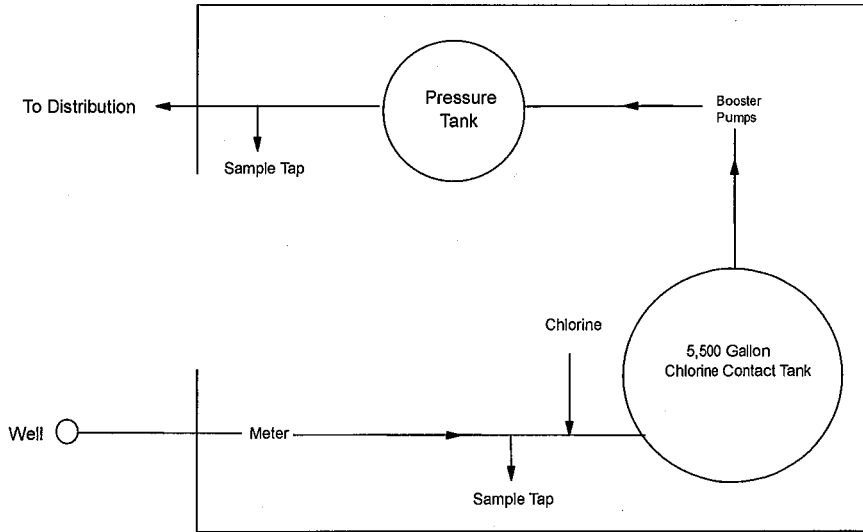 To Distribution
Pressure
Tank
Booster
Pumps
Sample Tap
Chlorine
5,500 Gallon
Chlorine Contact Tank
Well
Meter
Sample Tap